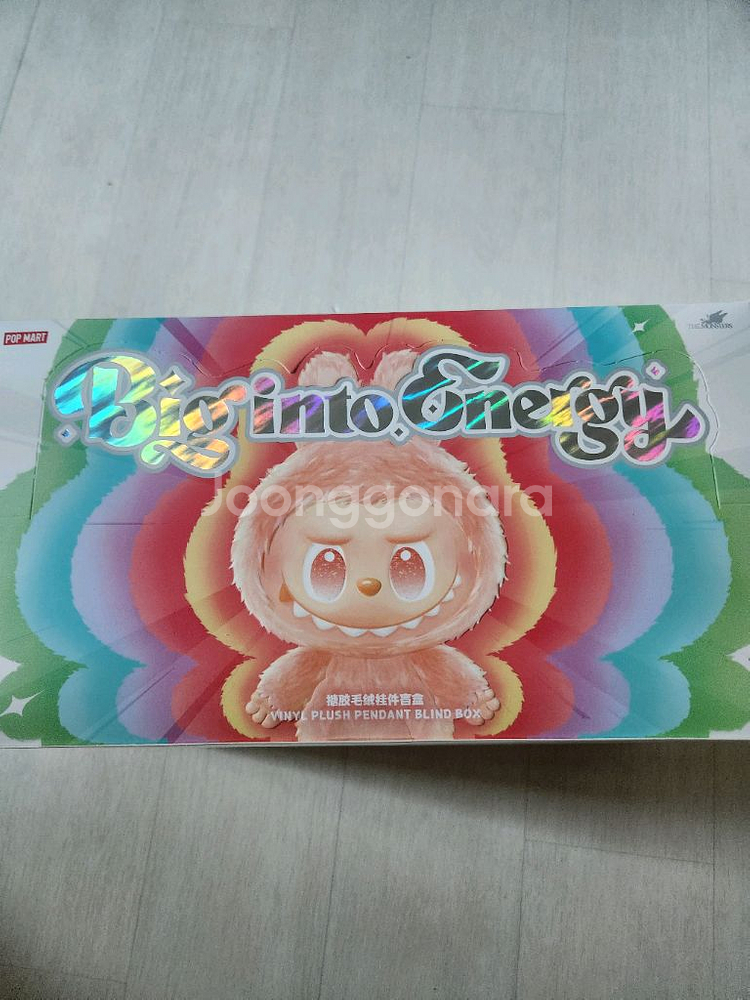 POP MART
THE MONSTERS
Big into Energy
Joonggonara
搪胶毛绒挂件盲盒
VINYL PLUSH PENDANT BLIND BOX